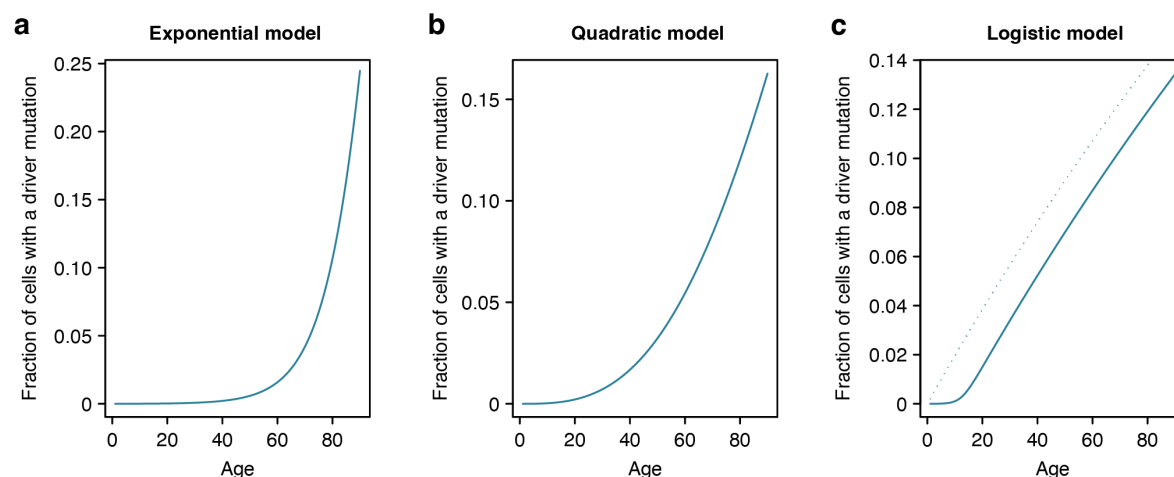 a
Exponential model
Fraction of cells with a driver mutation
0.25
0.20
0.15
0.10
0.05
0
0 20 40 60 80
Age
b
Quadratic model
Fraction of cells with a driver mutation
0.15
0.10
0.05
0
0 20 40 60 80
Age
c
Logistic model
Fraction of cells with a driver mutation
0.14
0.12
0.10
0.08
0.06
0.04
0.02
0
0 20 40 60 80
Age